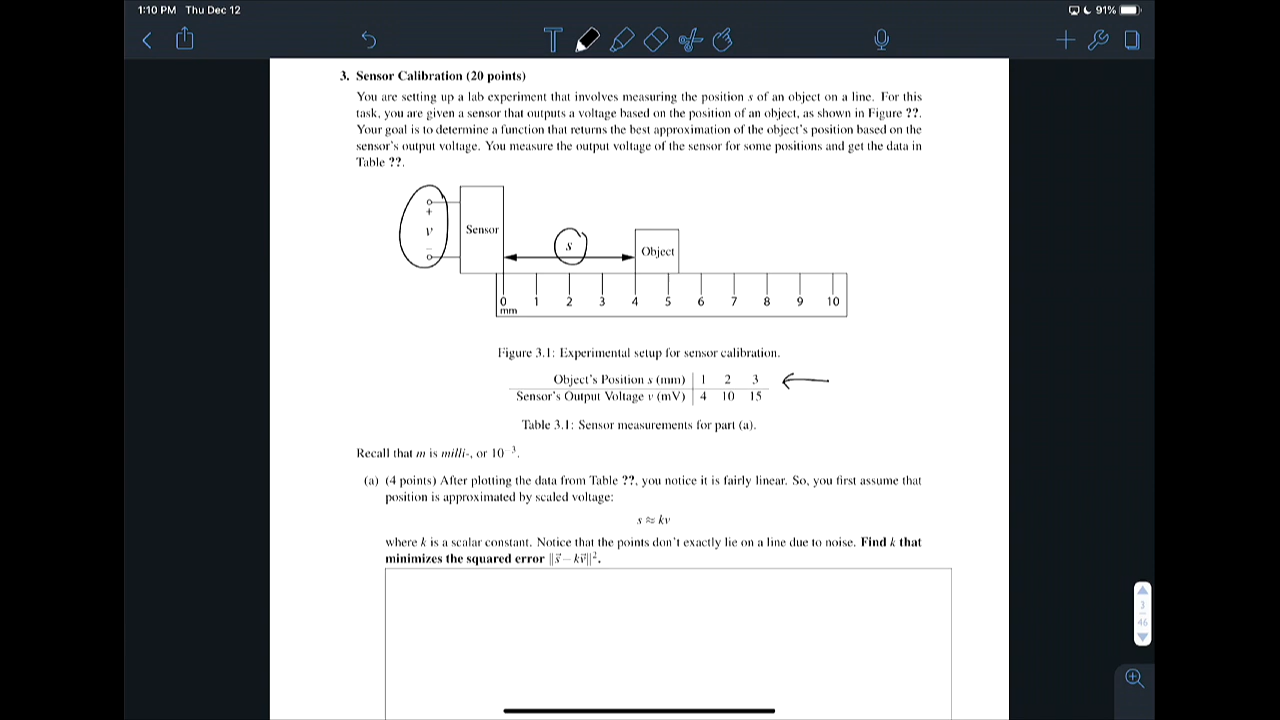 1:10 PM Thu Dec 12
91%
3. Sensor Calibration (20 points)
You are setting up a lab experiment that involves measuring the position s of an object on a line. For this
task, you are given a sensor that outputs a voltage based on the position of an object, as shown in Figure ??.
Your goal is to determine a function that returns the best approximation of the object's position based on the
sensor's output voltage. You measure the output voltage of the sensor for some positions and get the data in
Table ??.
+
v
−
Sensor
s
Object
0 1 2 3 4 5 6 7 8 9 10
mm
Figure 3.1: Experimental setup for sensor calibration.
Object's Position s (mm) 1 2 3
Sensor's Output Voltage v (mV) 4 10 15
Table 3.1: Sensor measurements for part (a).
Recall that m is milli-, or 10⁻³.
(a) (4 points) After plotting the data from Table ??, you notice it is fairly linear. So, you first assume that
position is approximated by scaled voltage:
s ≈ kv
where k is a scalar constant. Notice that the points don't exactly lie on a line due to noise. Find k that
minimizes the squared error ‖s⃗ − kv⃗‖².
3
46